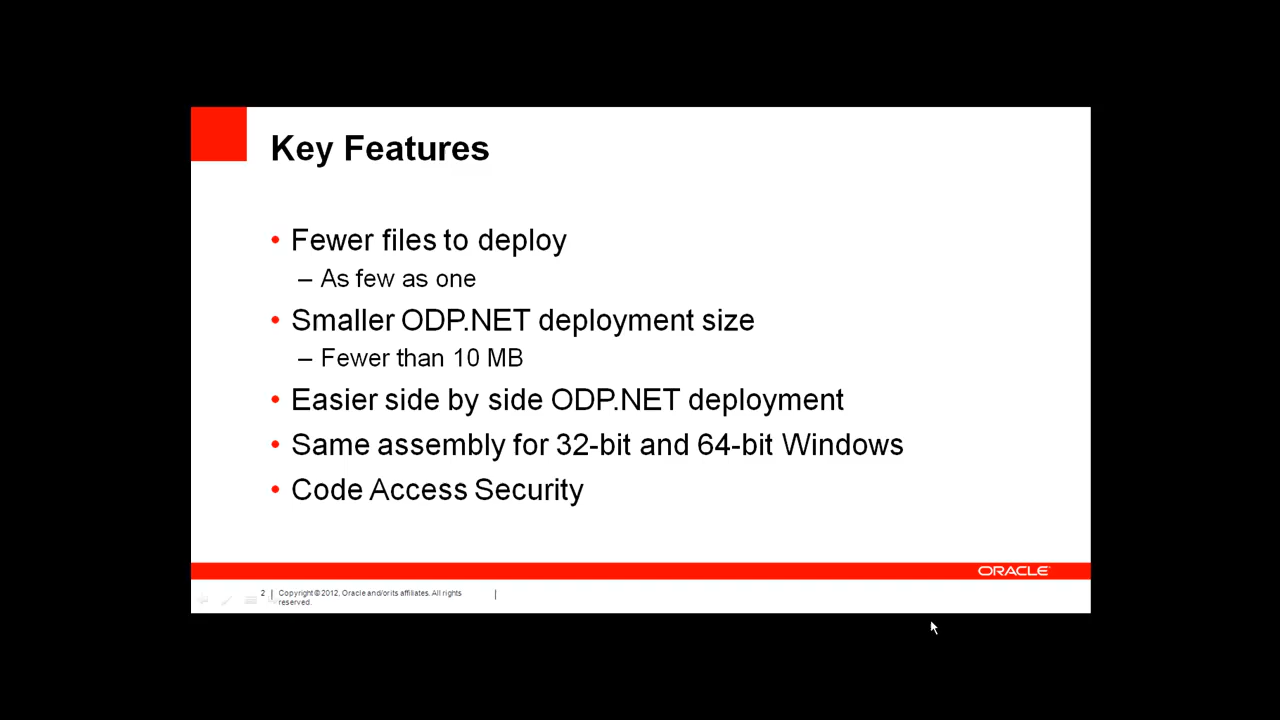 Key Features
• Fewer files to deploy
– As few as one
• Smaller ODP.NET deployment size
– Fewer than 10 MB
• Easier side by side ODP.NET deployment
• Same assembly for 32-bit and 64-bit Windows
• Code Access Security
ORACLE
2 | Copyright © 2012, Oracle and/or its affiliates. All rights |
reserved.